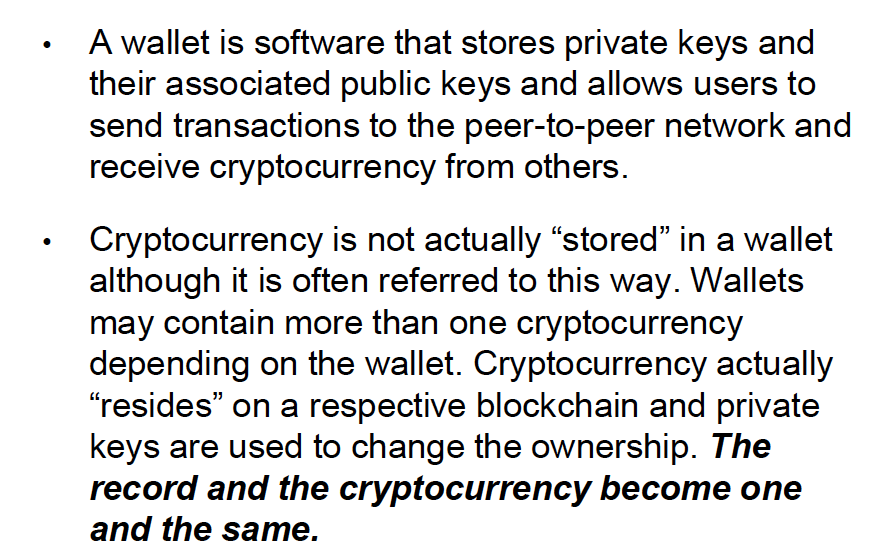 • A wallet is software that stores private keys and
their associated public keys and allows users to
send transactions to the peer-to-peer network and
receive cryptocurrency from others.
• Cryptocurrency is not actually “stored” in a wallet
although it is often referred to this way. Wallets
may contain more than one cryptocurrency
depending on the wallet. Cryptocurrency actually
“resides” on a respective blockchain and private
keys are used to change the ownership. The
record and the cryptocurrency become one
and the same.